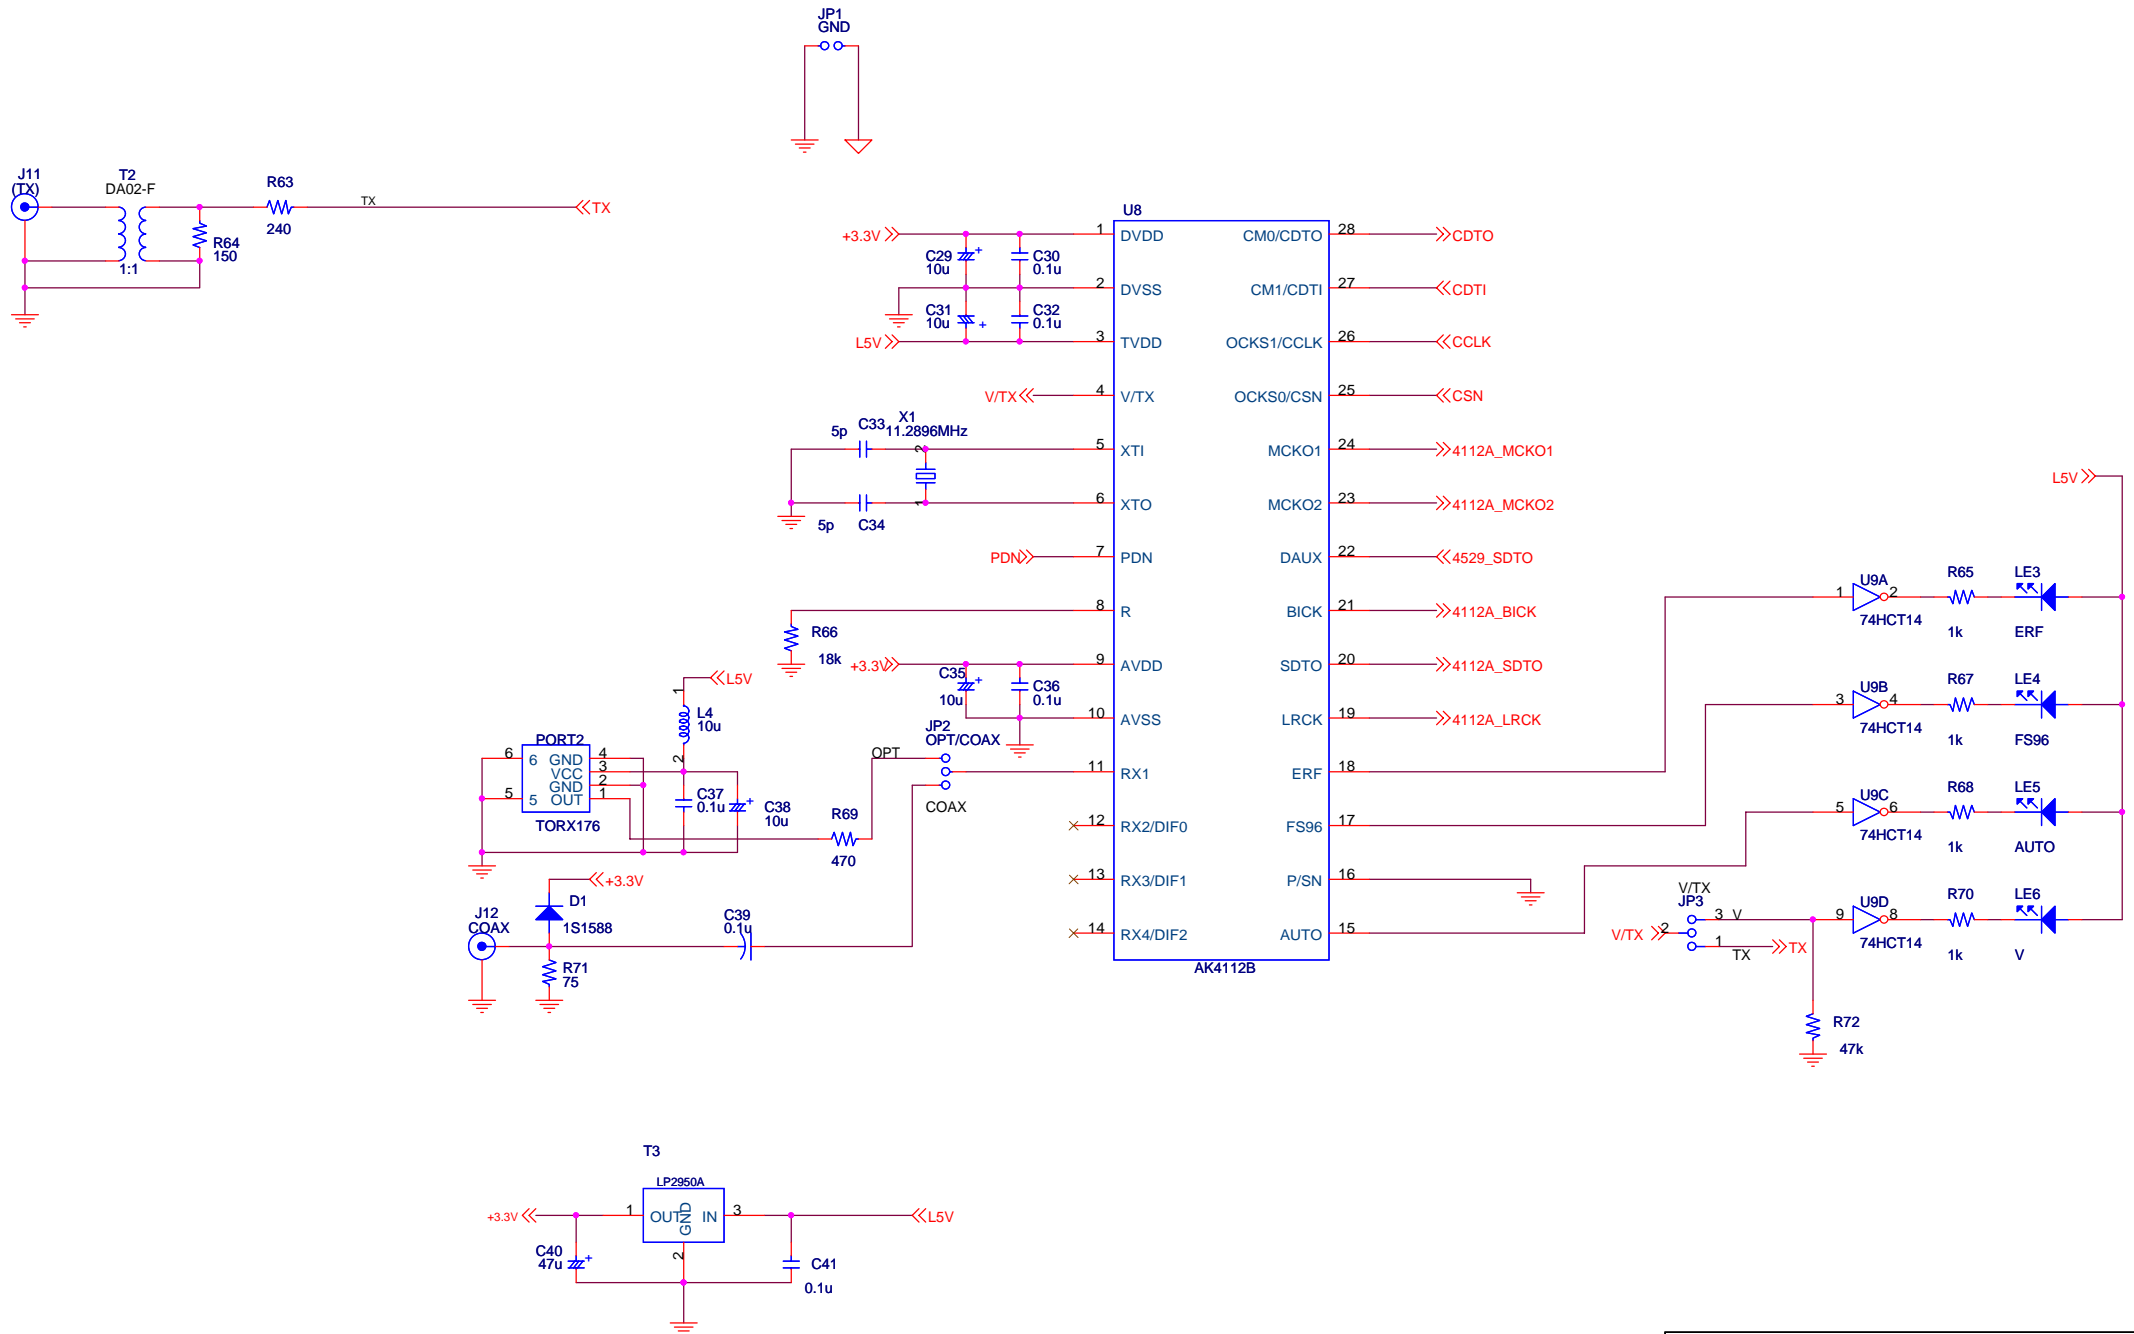 JP1
GND
J11
(TX)
T2
DA02-F
1:1
R63
240
R64
150
TX
TX
U8
+3.3V
C29
10u
C30
0.1u
C31
10u
C32
0.1u
L5V
V/TX
X1
11.2896MHz
5p
C33
2
1
5p
C34
PDN
R66
18k
+3.3V
C35
10u
C36
0.1u
1 DVDD
2 DVSS
3 TVDD
4 V/TX
5 XTI
6 XTO
7 PDN
8 R
9 AVDD
10 AVSS
11 RX1
12 RX2/DIF0
13 RX3/DIF1
14 RX4/DIF2
CM0/CDTO 28 CDTO
CM1/CDTI 27 CDTI
OCKS1/CCLK 26 CCLK
OCKS0/CSN 25 CSN
MCKO1 24 4112A_MCKO1
MCKO2 23 4112A_MCKO2
DAUX 22 4529_SDTO
BICK 21 4112A_BICK
SDTO 20 4112A_SDTO
LRCK 19 4112A_LRCK
ERF 18
FS96 17
P/SN 16
AUTO 15
AK4112B
L5V
1
L4
10u
2
PORT2
6 6 GND 4
VCC 3
GND 2
5 5 OUT 1
TORX176
C37
0.1u
C38
10u
R69
470
OPT
JP2
OPT/COAX
COAX
+3.3V
D1
1S1588
J12
COAX
R71
75
C39
0.1u
L5V
1 U9A 2
74HCT14
R65
1k
LE3
ERF
3 U9B 4
74HCT14
R67
1k
LE4
FS96
5 U9C 6
74HCT14
R68
1k
LE5
AUTO
V/TX
JP3
V/TX 2
3 V
1
TX
TX
9 U9D 8
74HCT14
R70
1k
LE6
V
R72
47k
T3
LP2950A
+3.3V
1 OUT GND IN 3
2
L5V
C40
47u
C41
0.1u